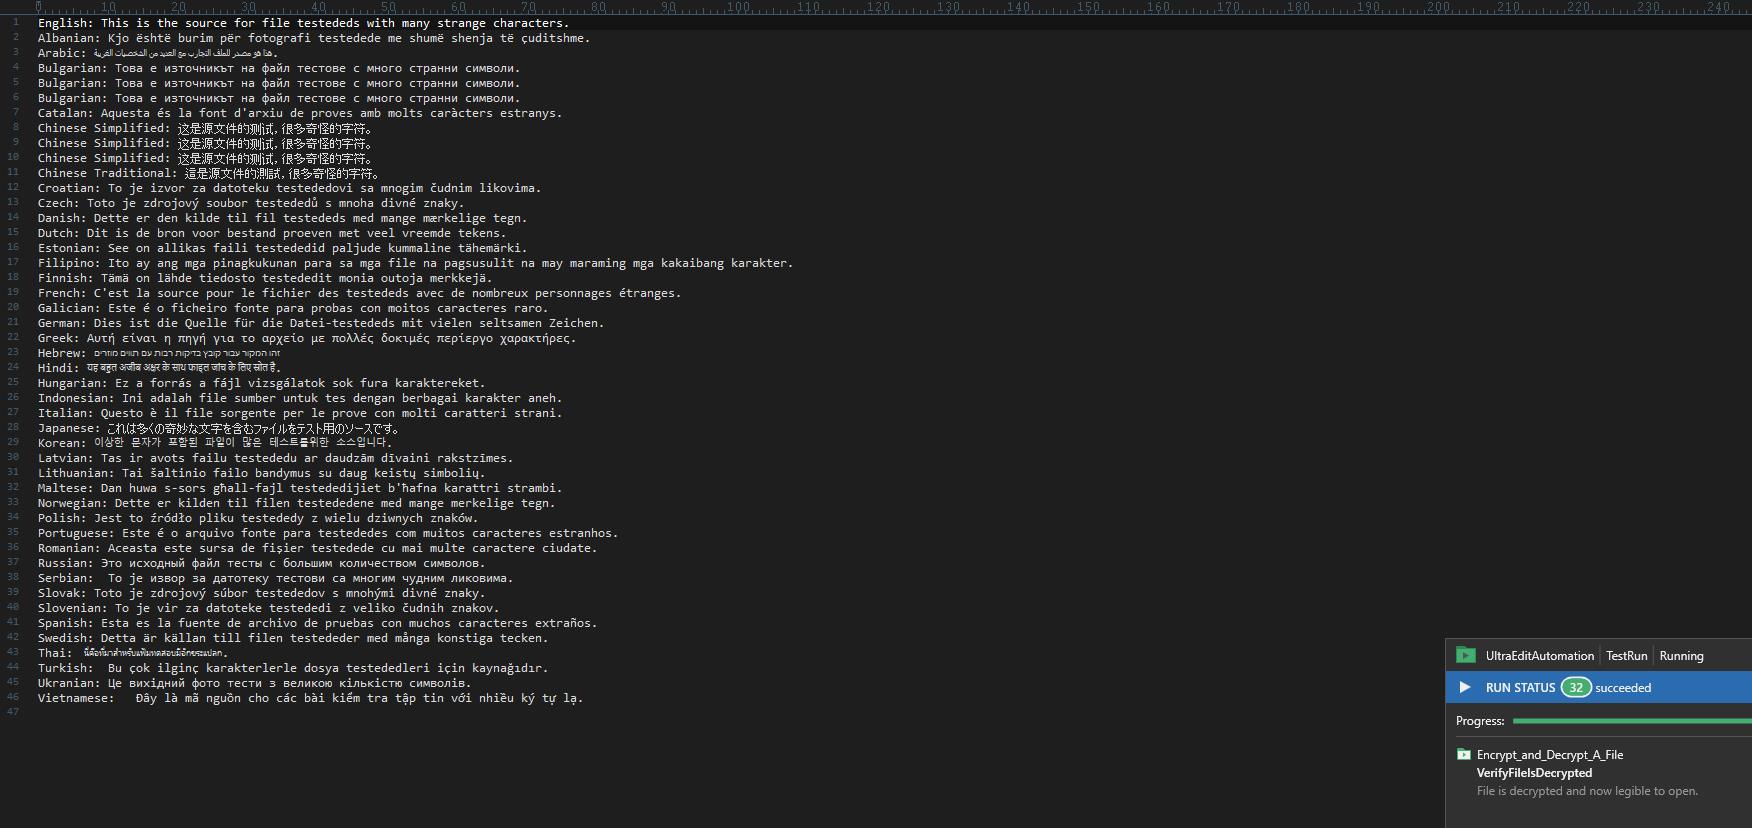 0 10 20 30 40 50 60 70 80 90 100 110 120 130 140 150 160 170 180 190 200 210 220 230 240
1 English: This is the source for file testededs with many strange characters.
2 Albanian: Kjo është burim për fotografi testedede me shumë shenja të çuditshme.
3 Arabic: هذا هو مصدر للملف التجارب مع العديد من الشخصيات الغريبة.
4 Bulgarian: Това е източникът на файл тестове с много странни символи.
5 Bulgarian: Това е източникът на файл тестове с много странни символи.
6 Bulgarian: Това е източникът на файл тестове с много странни символи.
7 Catalan: Aquesta és la font d'arxiu de proves amb molts caràcters estranys.
8 Chinese Simplified: 这是源文件的测试，很多奇怪的字符。
9 Chinese Simplified: 这是源文件的测试，很多奇怪的字符。
10 Chinese Simplified: 这是源文件的测试，很多奇怪的字符。
11 Chinese Traditional: 這是源文件的測試，很多奇怪的字符。
12 Croatian: To je izvor za datoteku testededovi sa mnogim čudnim likovima.
13 Czech: Toto je zdrojový soubor testededů s mnoha divné znaky.
14 Danish: Dette er den kilde til fil testededs med mange mærkelige tegn.
15 Dutch: Dit is de bron voor bestand proeven met veel vreemde tekens.
16 Estonian: See on allikas faili testededid paljude kummaline tähemärki.
17 Filipino: Ito ay ang mga pinagkukunan para sa mga file na pagsusulit na may maraming mga kakaibang karakter.
18 Finnish: Tämä on lähde tiedosto testededit monia outoja merkkejä.
19 French: C'est la source pour le fichier des testededs avec de nombreux personnages étranges.
20 Galician: Este é o ficheiro fonte para probas con moitos caracteres raro.
21 German: Dies ist die Quelle für die Datei-testededs mit vielen seltsamen Zeichen.
22 Greek: Αυτή είναι η πηγή για το αρχείο με πολλές δοκιμές περίεργο χαρακτήρες.
23 Hebrew: זהו המקור עבור קובץ בדיקות רבות עם תווים מוזרים
24 Hindi: यह बहुत अजीब अक्षर के साथ फ़ाइल जांच के लिए स्रोत है.
25 Hungarian: Ez a forrás a fájl vizsgálatok sok fura karaktereket.
26 Indonesian: Ini adalah file sumber untuk tes dengan berbagai karakter aneh.
27 Italian: Questo è il file sorgente per le prove con molti caratteri strani.
28 Japanese: これは多くの奇妙な文字を含むファイルをテスト用のソースです。
29 Korean: 이상한 문자가 포함된 파일이 많은 테스트를위한 소스입니다.
30 Latvian: Tas ir avots failu testededu ar daudzām dīvaini rakstzīmes.
31 Lithuanian: Tai šaltinio failo bandymus su daug keistų simbolių.
32 Maltese: Dan huwa s-sors għall-fajl testededijiet b'ħafna karattri strambi.
33 Norwegian: Dette er kilden til filen testededene med mange merkelige tegn.
34 Polish: Jest to źródło pliku testededy z wielu dziwnych znaków.
35 Portuguese: Este é o arquivo fonte para testededes com muitos caracteres estranhos.
36 Romanian: Aceasta este sursa de fișier testedede cu mai multe caractere ciudate.
37 Russian: Это исходный файл тесты с большим количеством символов.
38 Serbian:  То је извор за датотеку тестови са многим чудним ликовима.
39 Slovak: Toto je zdrojový súbor testededov s mnohými divné znaky.
40 Slovenian: To je vir za datoteke testededi z veliko čudnih znakov.
41 Spanish: Esta es la fuente de archivo de pruebas con muchos caracteres extraños.
42 Swedish: Detta är källan till filen testededer med många konstiga tecken.
43 Thai:  นี่คือที่มาสำหรับแฟ้มทดสอบมีอักขระแปลก.
44 Turkish:  Bu çok ilginç karakterlerle dosya testededleri için kaynağıdır.
45 Ukranian: Це вихідний фото тести з великою кількістю символів.
46 Vietnamese:   Đây là mã nguồn cho các bài kiểm tra tập tin với nhiều ký tự lạ.
47
UltraEditAutomation TestRun Running
RUN STATUS 32 succeeded
Progress:
Encrypt_and_Decrypt_A_File
VerifyFileIsDecrypted
File is decrypted and now legible to open.